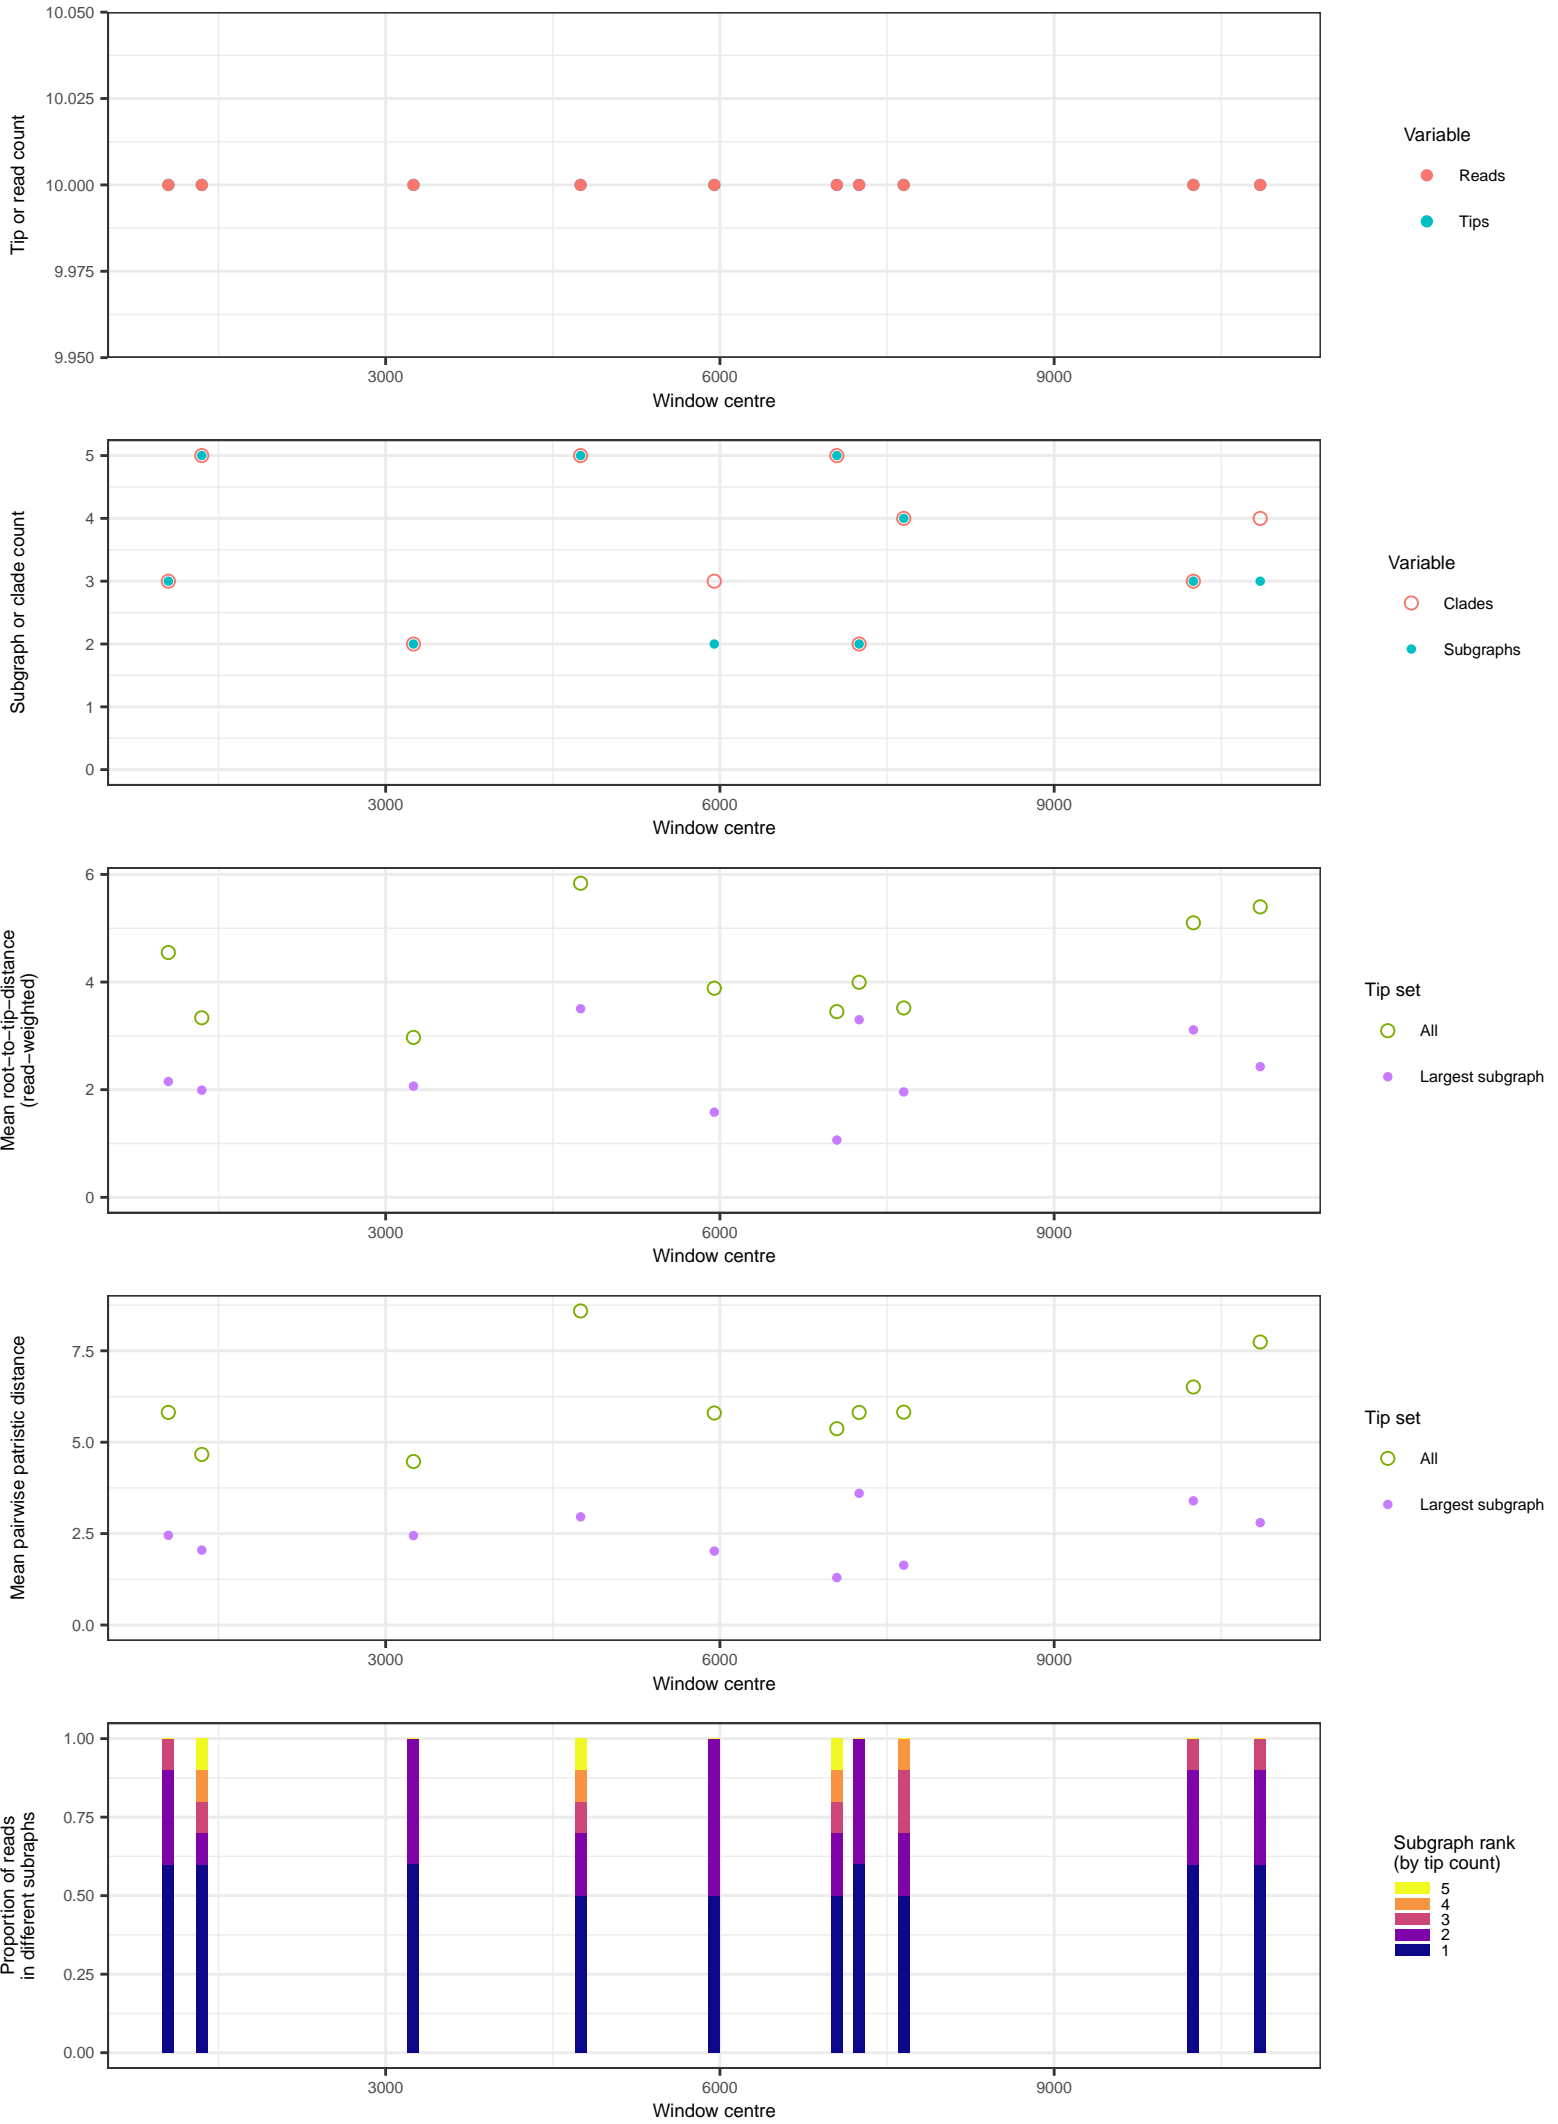 10.050
10.025
10.000
9.975
9.950
Tip or read count
3000
6000
9000
Window centre
Variable
Reads
Tips
5
4
3
2
1
0
Subgraph or clade count
3000
6000
9000
Window centre
Variable
Clades
Subgraphs
6
4
2
0
Mean root−to−tip−distance
(read−weighted)
3000
6000
9000
Window centre
Tip set
All
Largest subgraph
7.5
5.0
2.5
0.0
Mean pairwise patristic distance
3000
6000
9000
Window centre
Tip set
All
Largest subgraph
1.00
0.75
0.50
0.25
0.00
Proportion of reads
in different subraphs
3000
6000
9000
Window centre
Subgraph rank
(by tip count)
5
4
3
2
1